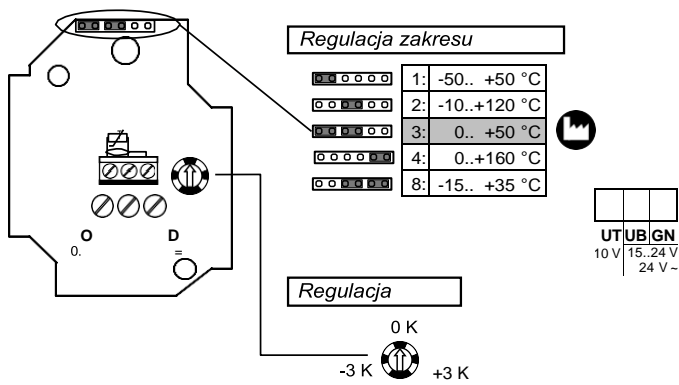 Regulacja zakresu
1: -50.. +50 °C
2: -10..+120 °C
3: 0.. +50 °C
4: 0..+160 °C
8: -15.. +35 °C
O D
0. =
UT UB GN
10 V 15..24 V
24 V ~
Regulacja
0 K
-3 K +3 K